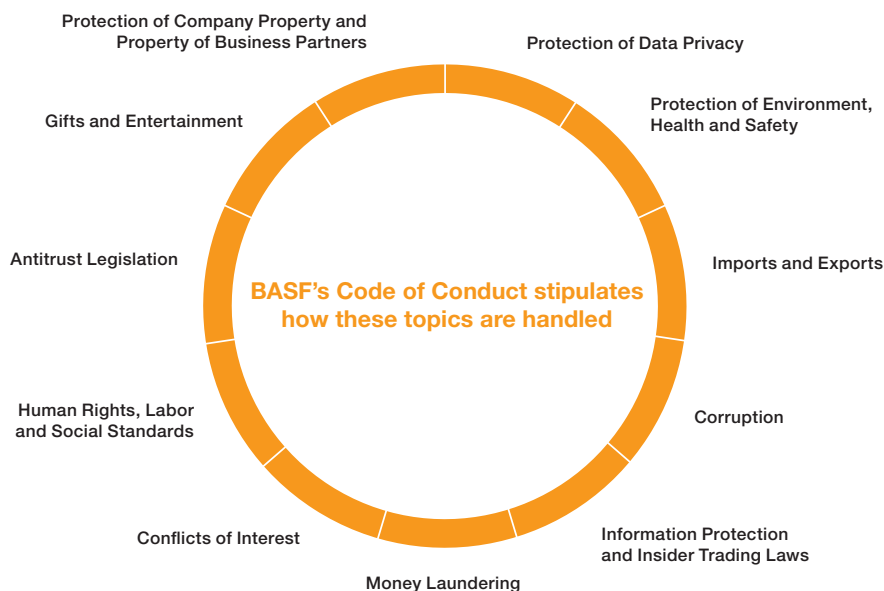 Protection of Company Property and
Property of Business Partners
Protection of Data Privacy
Protection of Environment,
Health and Safety
Gifts and Entertainment
Antitrust Legislation
Imports and Exports
BASF's Code of Conduct stipulates
how these topics are handled
Human Rights, Labor
and Social Standards
Corruption
Conflicts of Interest
Information Protection
and Insider Trading Laws
Money Laundering